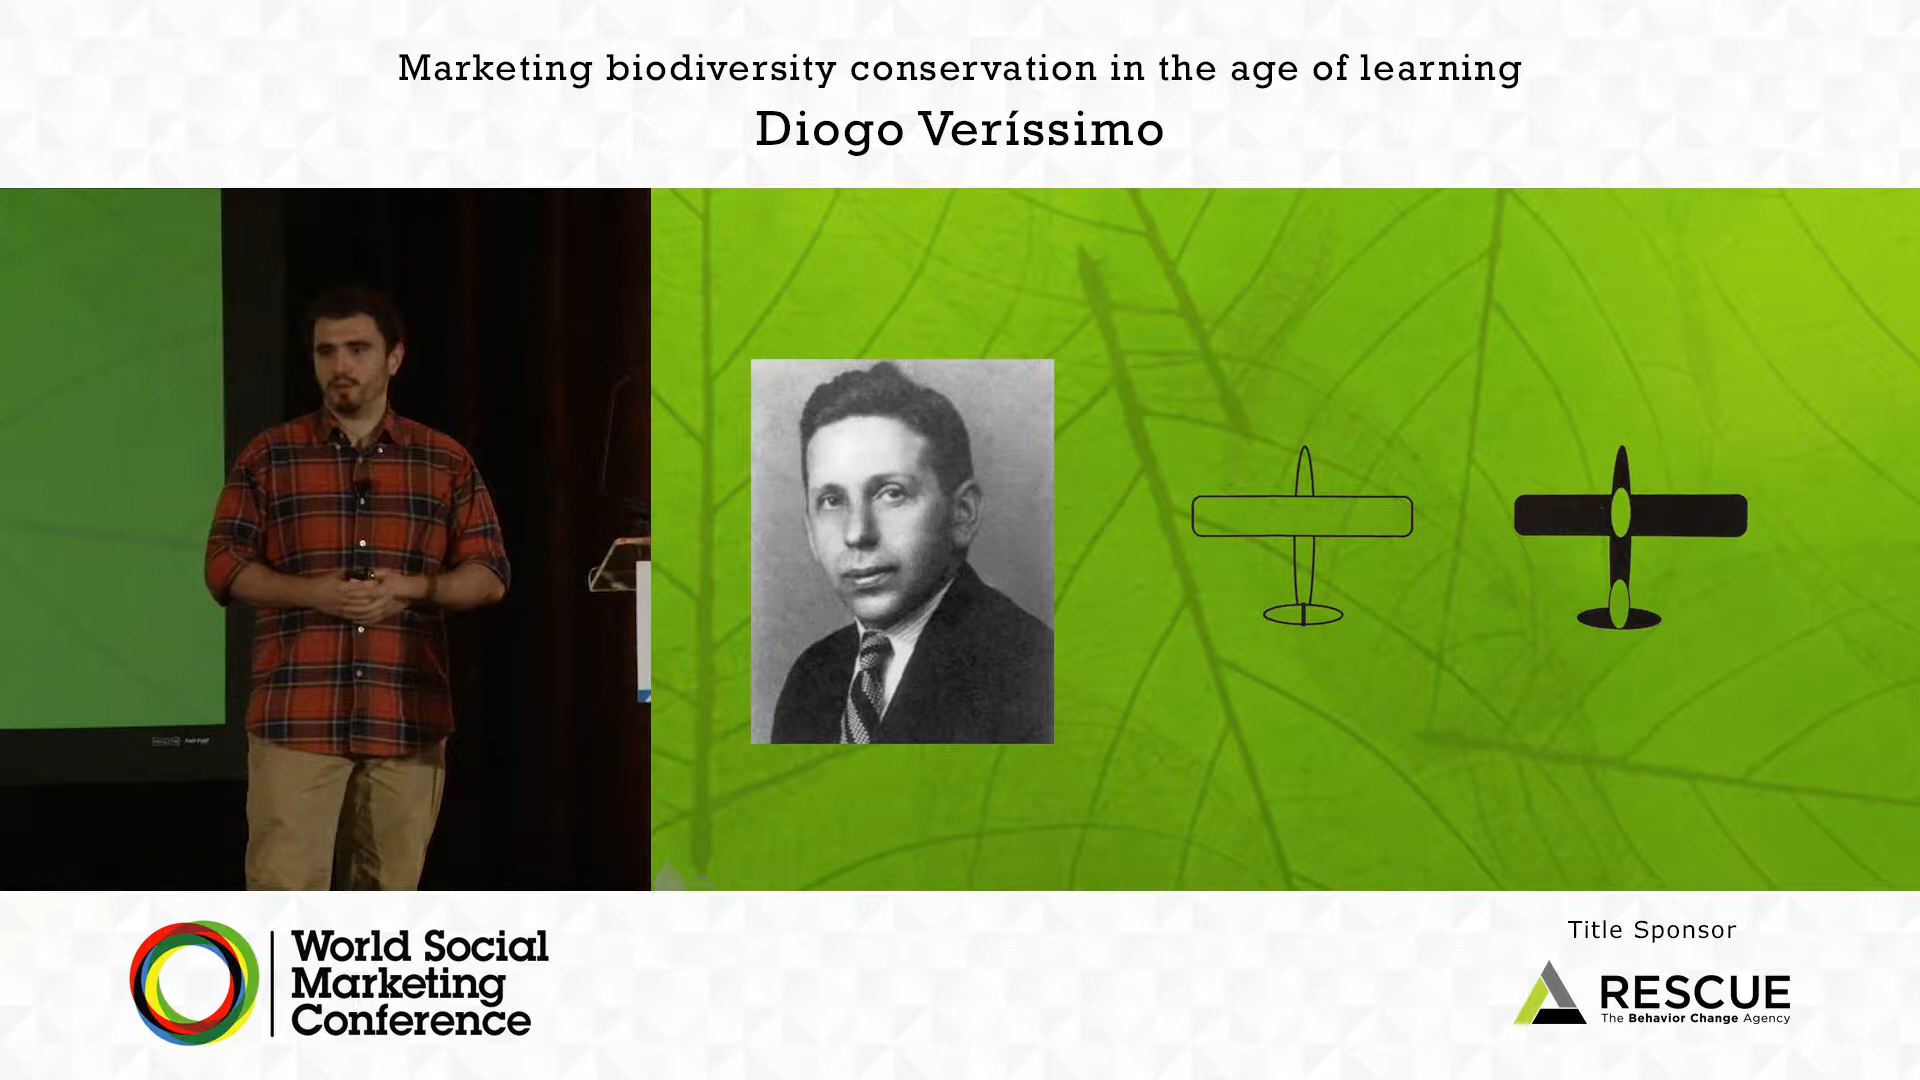 Marketing biodiversity conservation in the age of learning
Diogo Veríssimo
World Social
Marketing
Conference
Title Sponsor
RESCUE
The Behavior Change Agency